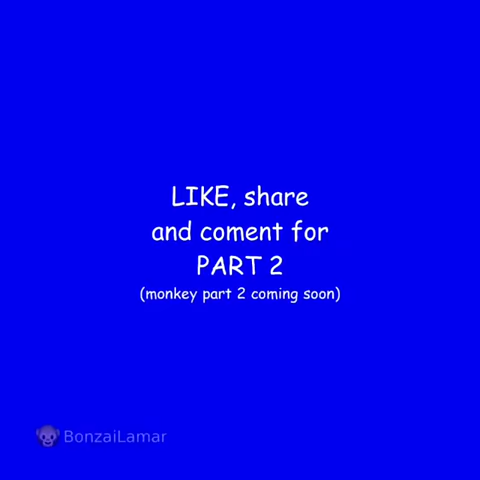 LIKE, share
and coment for
PART 2
(monkey part 2 coming soon)
BonzaiLamar